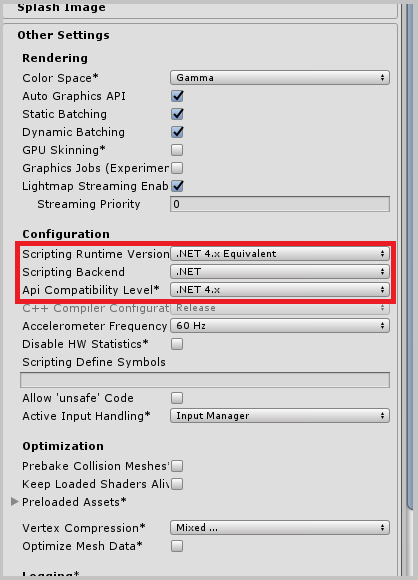 Splash Image
Other Settings
Rendering
Color Space* Gamma
Auto Graphics API
Static Batching
Dynamic Batching
GPU Skinning*
Graphics Jobs (Experimen
Lightmap Streaming Enab
Streaming Priority 0
Configuration
Scripting Runtime Version .NET 4.x Equivalent
Scripting Backend .NET
Api Compatibility Level* .NET 4.x
C++ Compiler Configurat Release
Accelerometer Frequency 60 Hz
Disable HW Statistics*
Scripting Define Symbols
Allow 'unsafe' Code
Active Input Handling* Input Manager
Optimization
Prebake Collision Meshes*
Keep Loaded Shaders Aliv
Preloaded Assets*
Vertex Compression* Mixed ...
Optimize Mesh Data*
Logging*